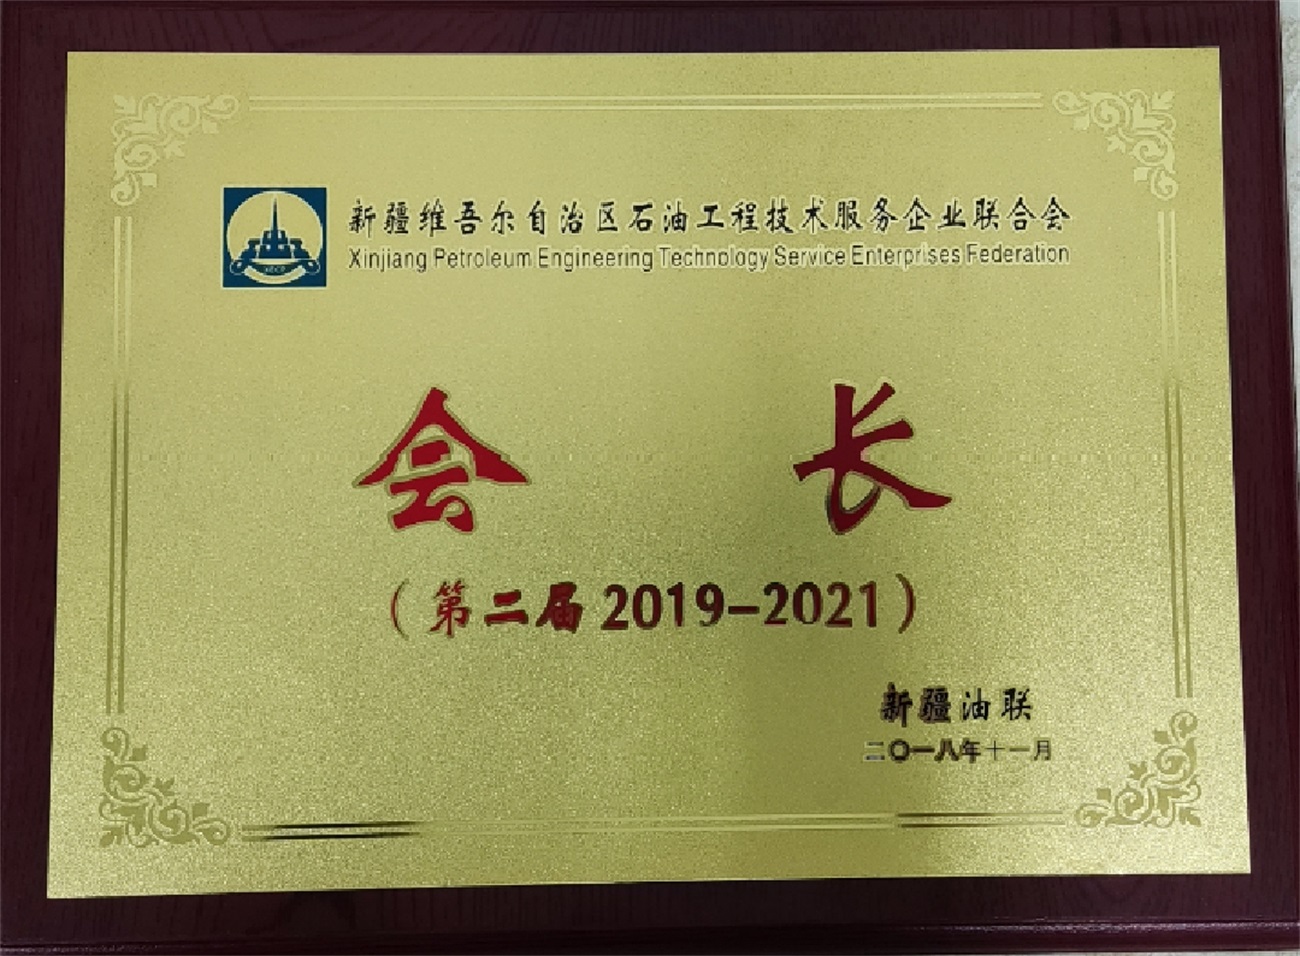 新疆维吾尔自治区石油工程技术服务企业联合会
Xinjiang Petroleum Engineering Technology Service Enterprises Federation
会 长
（第二届 2019-2021）
新疆油联
二〇一八年十一月